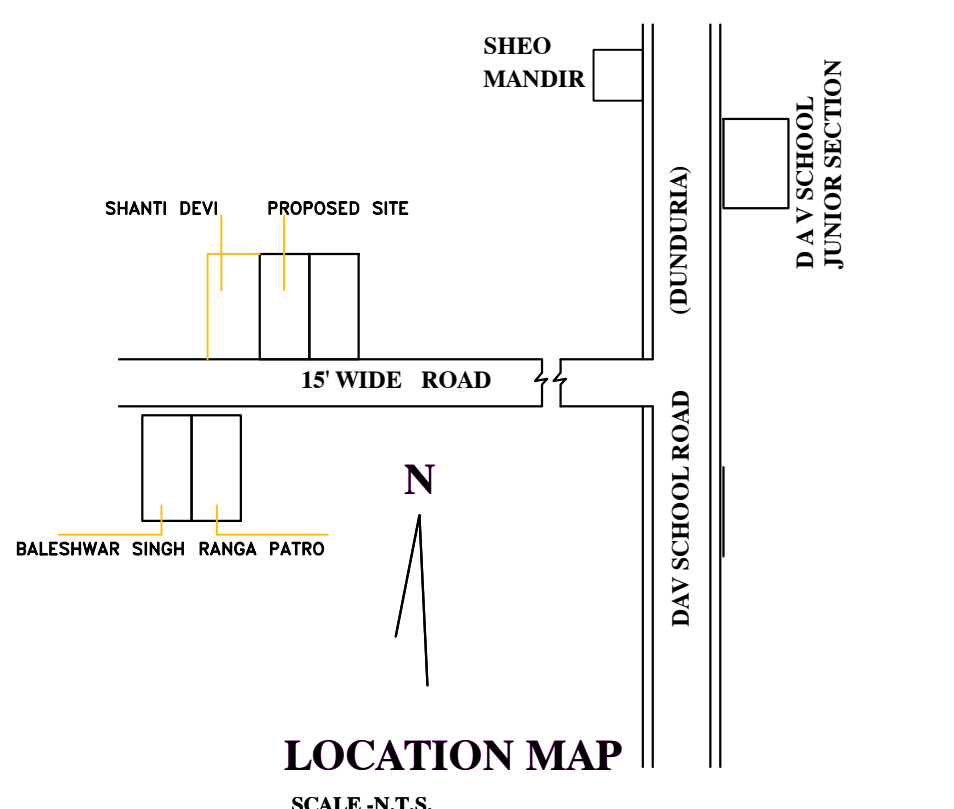 SHEO
MANDIR
D A V SCHOOL
JUNIOR SECTION
(DUNDURIA)
SHANTI DEVI
PROPOSED SITE
15' WIDE ROAD
DAV SCHOOL ROAD
N
BALESHWAR SINGH
RANGA PATRO
LOCATION MAP
SCALE -N.T.S.